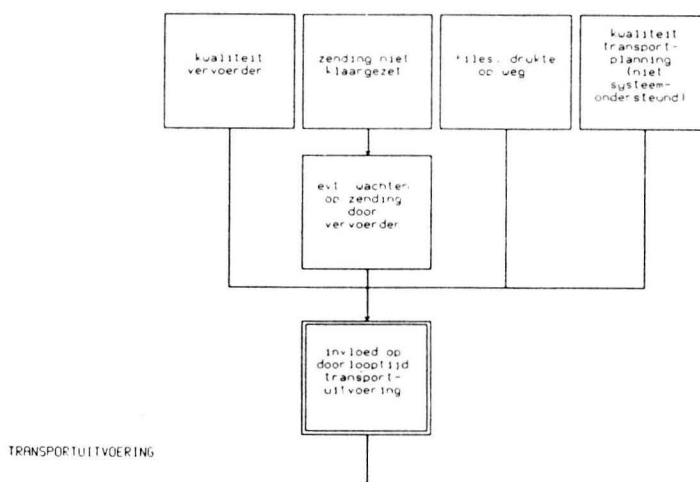 kwaliteit
vervoerder
zending niet
klaargezet
files, drukte
op weg
kwaliteit
transport-
planning
(niet
systeem-
ondersteund)
evt. wachten
op zending
door
vervoerder
invloed op
doorlooptijd
transport-
uitvoering
TRANSPORTUITVOERING